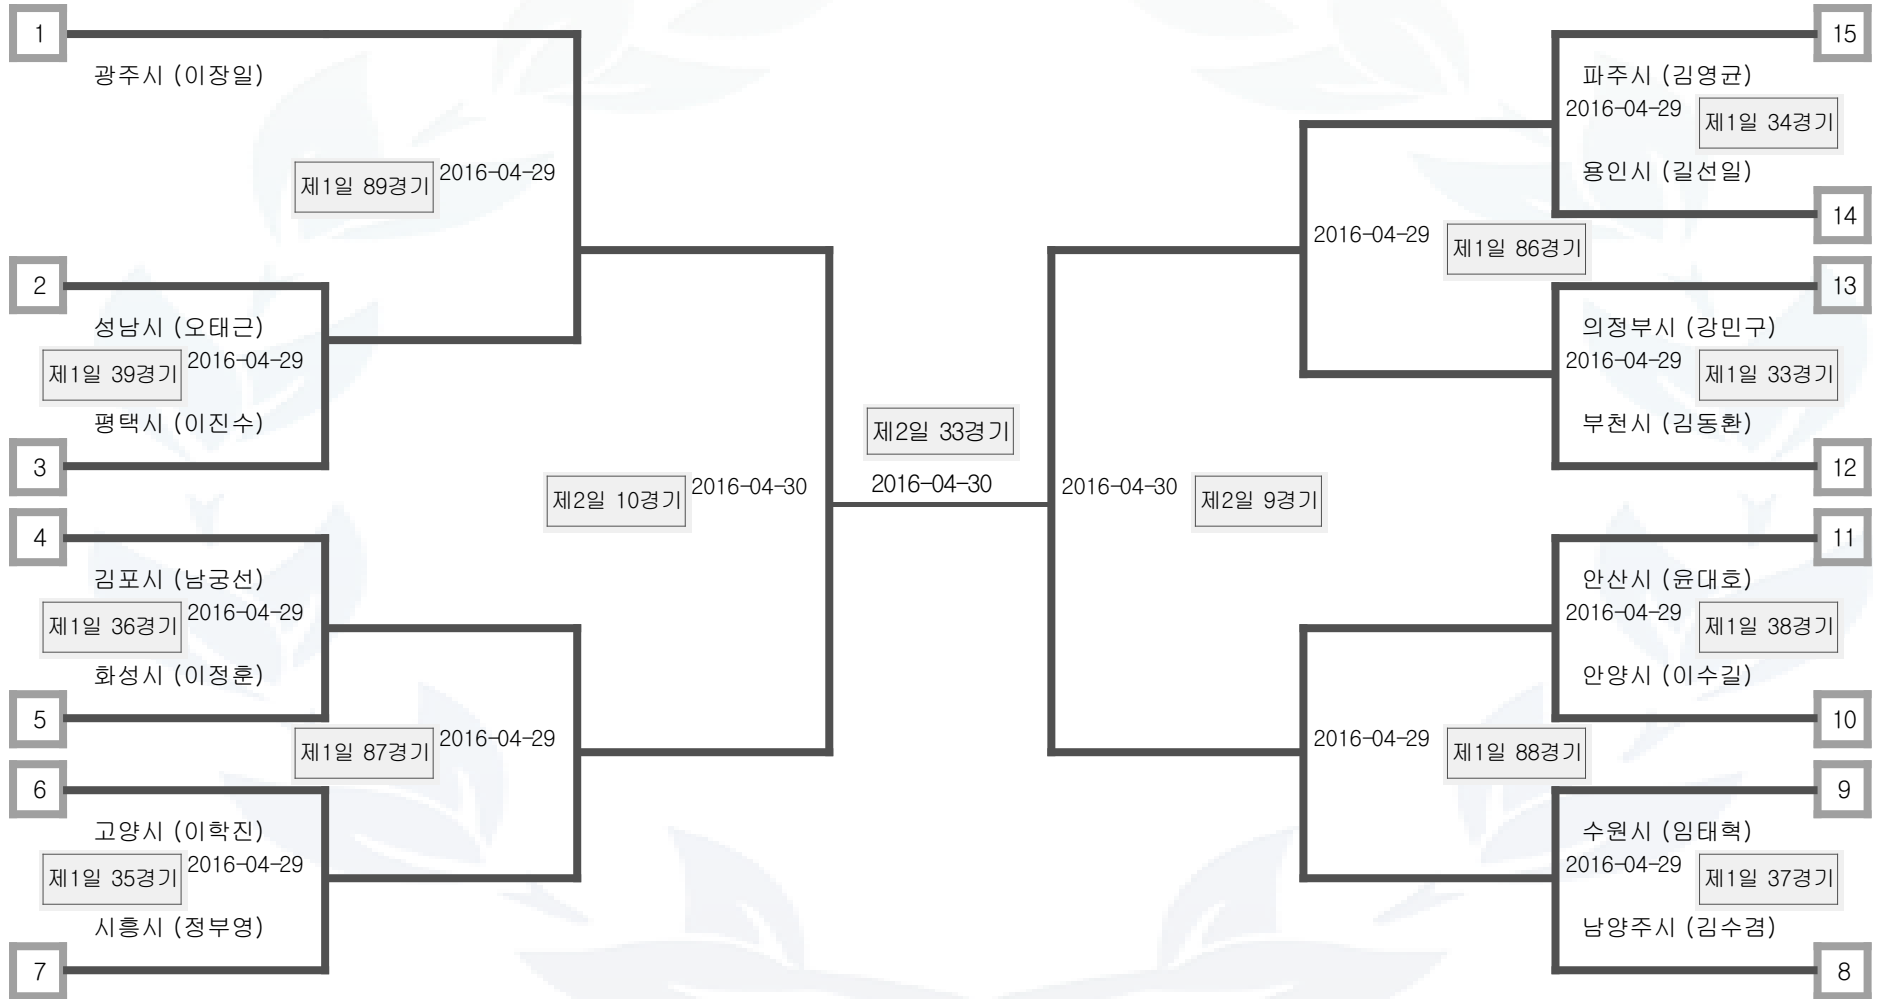 1
광주시 (이장일)
제1일 89경기
2016-04-29
2
성남시 (오태근)
제1일 39경기
2016-04-29
평택시 (이진수)
3
제2일 10경기
2016-04-30
4
김포시 (남궁선)
제1일 36경기
2016-04-29
화성시 (이정훈)
5
제1일 87경기
2016-04-29
6
고양시 (이학진)
제1일 35경기
2016-04-29
시흥시 (정부영)
7
제2일 33경기
2016-04-30
15
파주시 (김영균)
2016-04-29
제1일 34경기
용인시 (길선일)
14
2016-04-29
제1일 86경기
13
의정부시 (강민구)
2016-04-29
제1일 33경기
부천시 (김동환)
12
2016-04-30
제2일 9경기
11
안산시 (윤대호)
2016-04-29
제1일 38경기
안양시 (이수길)
10
2016-04-29
제1일 88경기
9
수원시 (임태혁)
2016-04-29
제1일 37경기
남양주시 (김수겸)
8